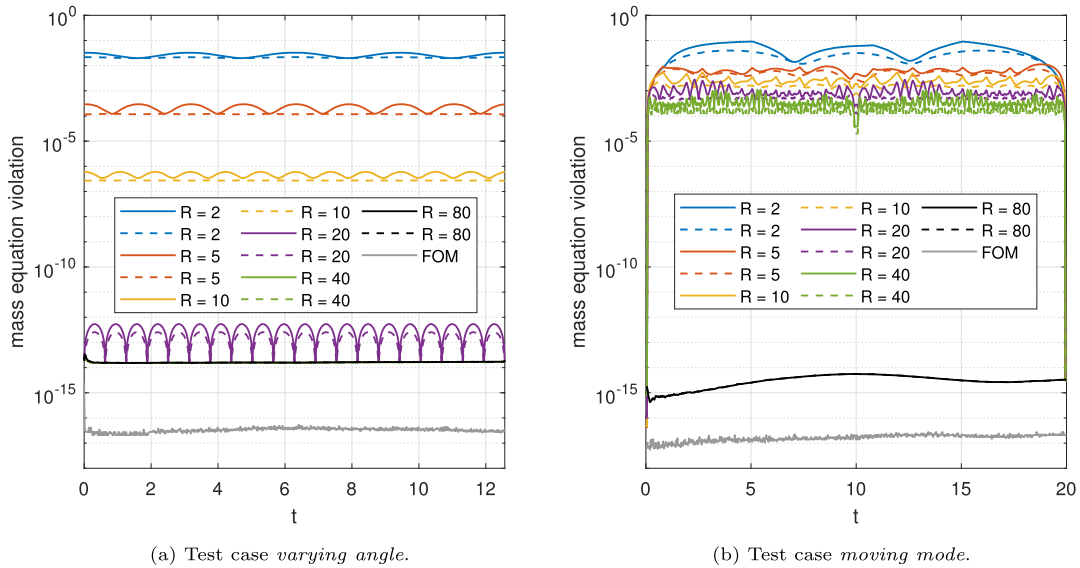 mass equation violation
10^0
10^-5
10^-10
10^-15
R = 2
R = 2
R = 5
R = 5
R = 10
R = 10
R = 20
R = 20
R = 40
R = 40
R = 80
R = 80
FOM
0 2 4 6 8 10 12
t
(a) Test case varying angle.
mass equation violation
10^0
10^-5
10^-10
10^-15
R = 2
R = 2
R = 5
R = 5
R = 10
R = 10
R = 20
R = 20
R = 40
R = 40
R = 80
R = 80
FOM
0 5 10 15 20
t
(b) Test case moving mode.